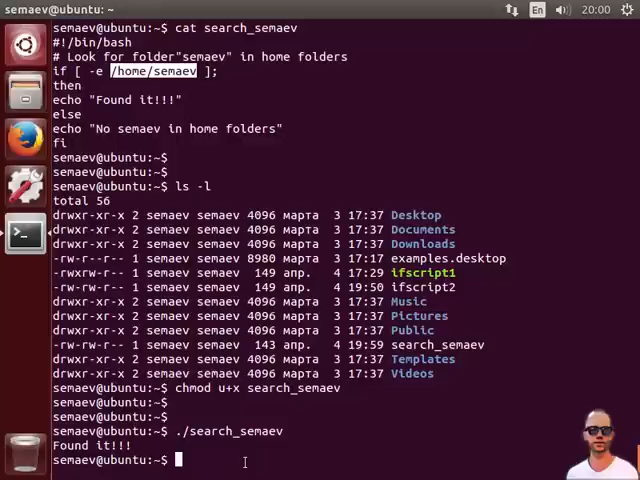 semaev@ubuntu: ~
En
20:00
semaev@ubuntu:~$ cat search_semaev
#!/bin/bash
# Look for folder"semaev" in home folders
if [ -e /home/semaev ];
then
echo "Found it!!!"
else
echo "No semaev in home folders"
fi
semaev@ubuntu:~$
semaev@ubuntu:~$
semaev@ubuntu:~$ ls -l
total 56
drwxr-xr-x 2 semaev semaev 4096 марта  3 17:37 Desktop
drwxr-xr-x 2 semaev semaev 4096 марта  3 17:37 Documents
drwxr-xr-x 2 semaev semaev 4096 марта  3 17:37 Downloads
-rw-r--r-- 1 semaev semaev 8980 марта  3 17:17 examples.desktop
-rwxrw-r-- 1 semaev semaev  149 апр.   4 17:29 ifscript1
-rw-rw-r-- 1 semaev semaev  149 апр.   4 19:50 ifscript2
drwxr-xr-x 2 semaev semaev 4096 марта  3 17:37 Music
drwxr-xr-x 2 semaev semaev 4096 марта  3 17:37 Pictures
drwxr-xr-x 2 semaev semaev 4096 марта  3 17:37 Public
-rw-rw-r-- 1 semaev semaev  143 апр.   4 19:59 search_semaev
drwxr-xr-x 2 semaev semaev 4096 марта  3 17:37 Templates
drwxr-xr-x 2 semaev semaev 4096 марта  3 17:37 Videos
semaev@ubuntu:~$ chmod u+x search_semaev
semaev@ubuntu:~$
semaev@ubuntu:~$
semaev@ubuntu:~$ ./search_semaev
Found it!!!
semaev@ubuntu:~$